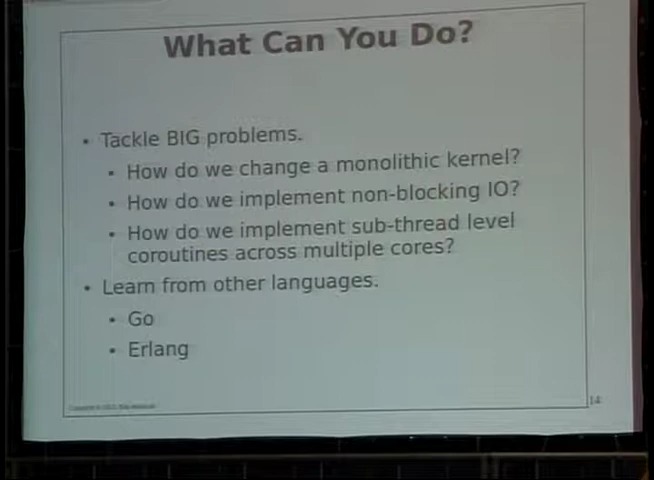 What Can You Do?
• Tackle BIG problems.
• How do we change a monolithic kernel?
• How do we implement non-blocking IO?
• How do we implement sub-thread level
coroutines across multiple cores?
• Learn from other languages.
• Go
• Erlang
14